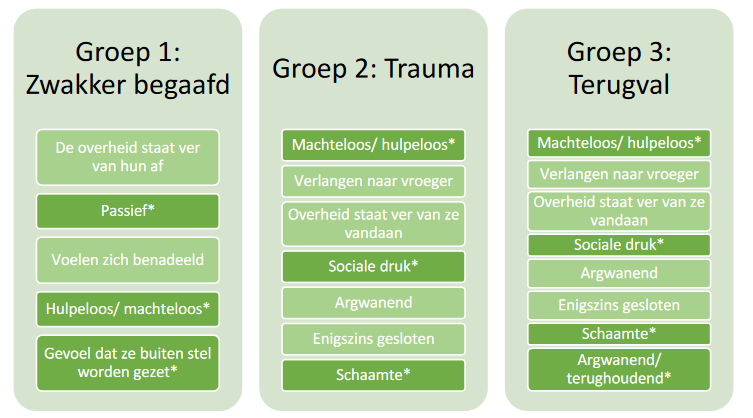 Groep 1:
Zwakker begaafd
De overheid staat ver
van hun af
Passief*
Voelen zich benadeeld
Hulpeloos/ machteloos*
Gevoel dat ze buiten stel
worden gezet*
Groep 2: Trauma
Machteloos/ hulpeloos*
Verlangen naar vroeger
Overheid staat ver van ze
vandaan
Sociale druk*
Argwanend
Enigszins gesloten
Schaamte*
Groep 3:
Terugval
Machteloos/ hulpeloos*
Verlangen naar vroeger
Overheid staat ver van ze
vandaan
Sociale druk*
Argwanend
Enigszins gesloten
Schaamte*
Argwanend/
terughoudend*